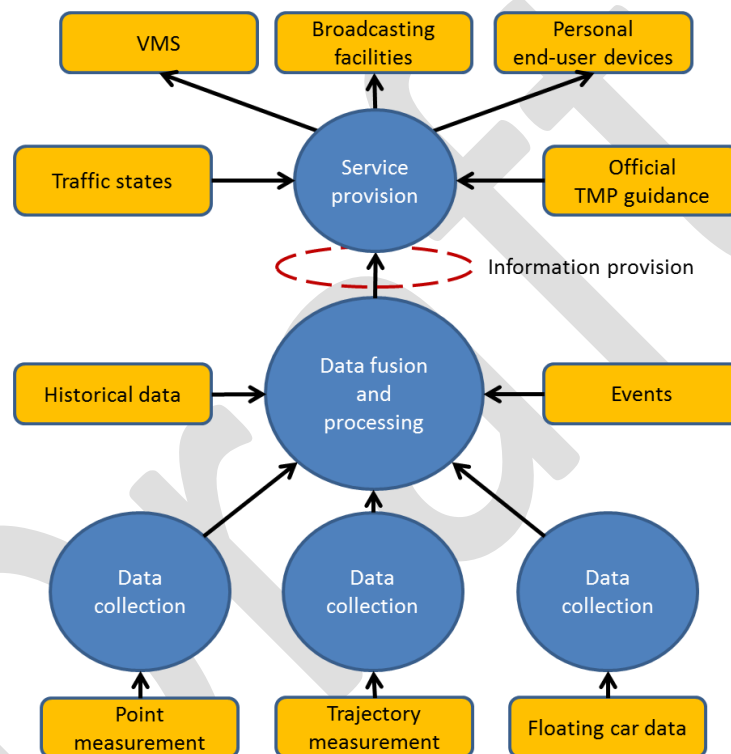 VMS
Broadcasting
facilities
Personal
end-user devices
Traffic states
Service
provision
Official
TMP guidance
Information provision
Historical data
Data fusion
and
processing
Events
Data
collection
Data
collection
Data
collection
Point
measurement
Trajectory
measurement
Floating car data
Draft